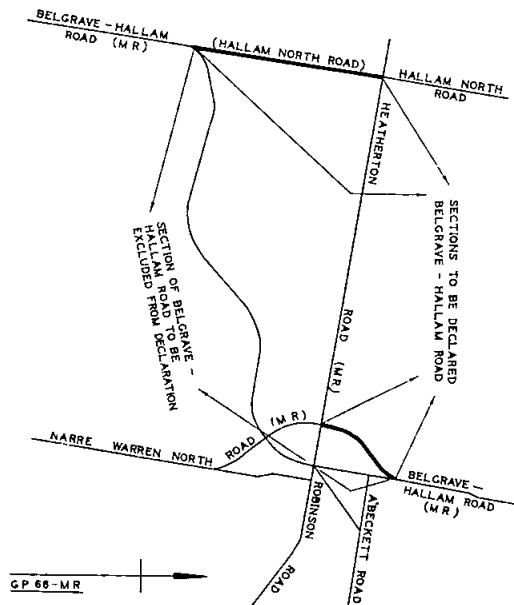 BELGRAVE - HALLAM
ROAD (MR)
(HALLAM NORTH ROAD)
HALLAM NORTH
ROAD
HEATHERTON
ROAD (MR)
SECTIONS TO BE DECLARED
BELGRAVE - HALLAM ROAD
SECTION OF BELGRAVE -
HALLAM ROAD TO BE
EXCLUDED FROM DECLARATION
NARRE WARREN NORTH
ROAD (MR)
BELGRAVE -
HALLAM ROAD
(MR)
ROBINSON
ROAD
A'BECKETT
ROAD
GP 66-MR